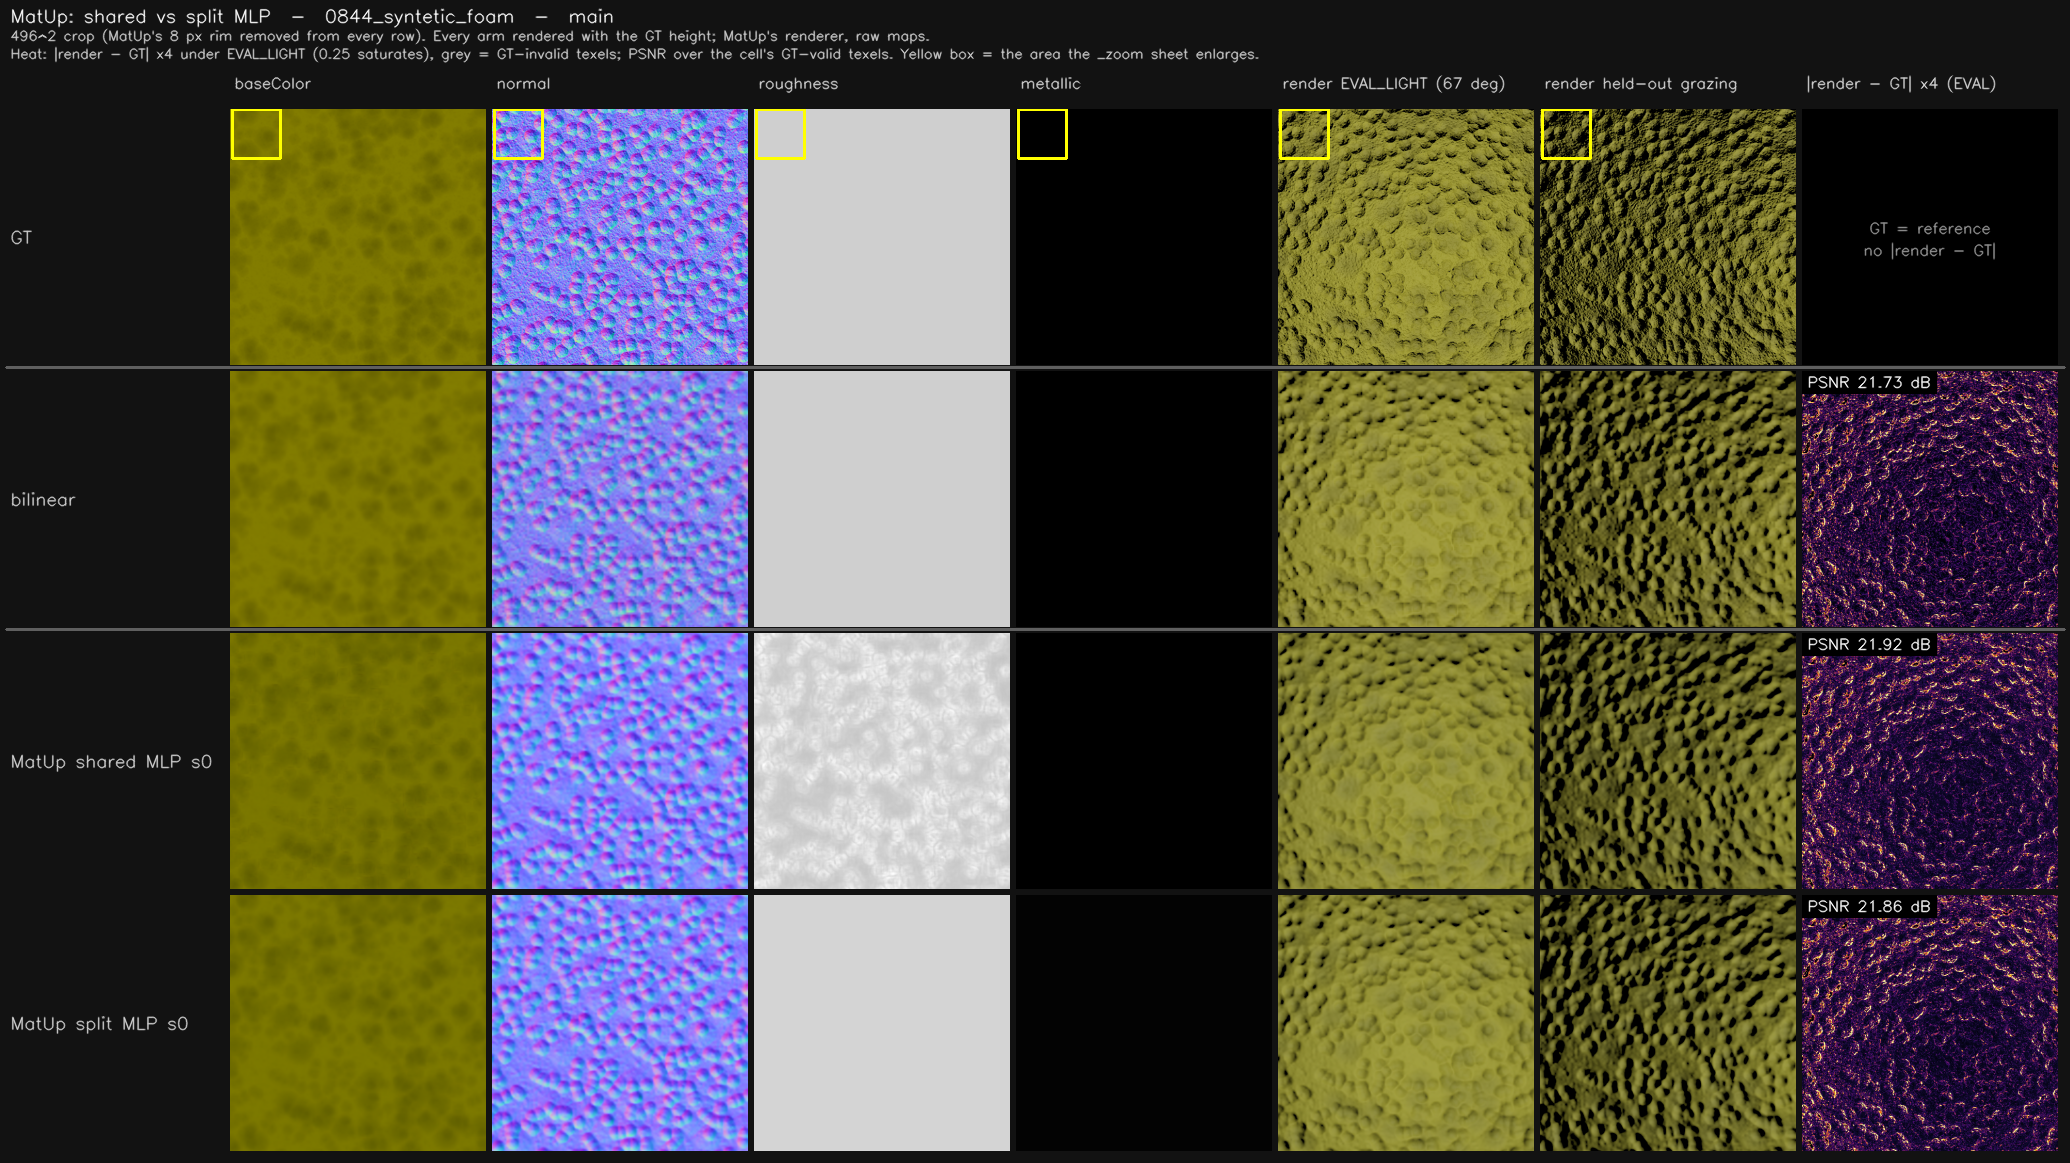 MatUp: shared vs split MLP — 0844_syntetic_foam — main
496^2 crop (MatUp's 8 px rim removed from every row). Every arm rendered with the GT height; MatUp's renderer, raw maps.
Heat: |render − GT| x4 under EVAL_LIGHT (0.25 saturates), grey = GT−invalid texels; PSNR over the cell's GT−valid texels. Yellow box = the area the _zoom sheet enlarges.
baseColor normal roughness metallic render EVAL_LIGHT (67 deg) render held−out grazing |render − GT| x4 (EVAL)
GT
GT = reference
no |render − GT|
bilinear
PSNR 21.73 dB
MatUp shared MLP s0
PSNR 21.92 dB
MatUp split MLP s0
PSNR 21.86 dB